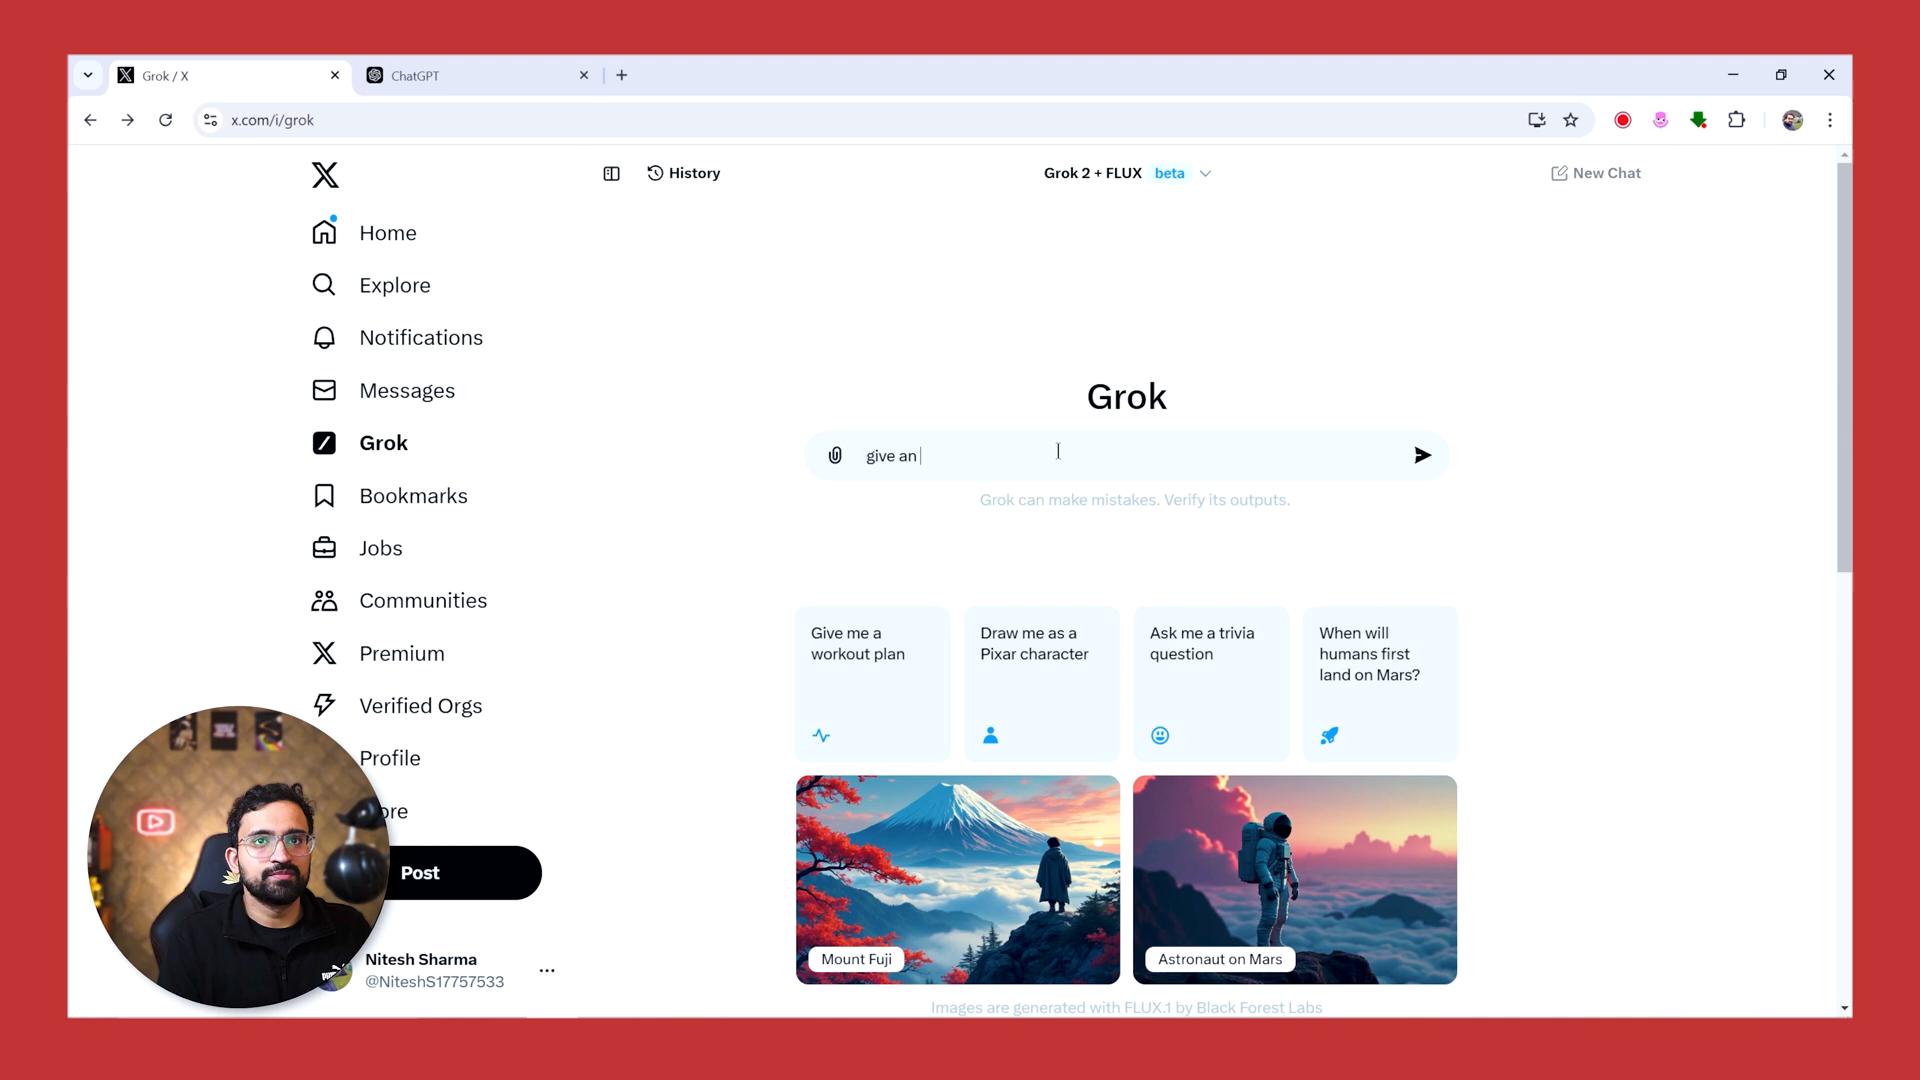 Grok / X
ChatGPT
x.com/i/grok
History
Grok 2 + FLUX beta
New Chat
Home
Explore
Notifications
Messages
Grok
Bookmarks
Jobs
Communities
Premium
Verified Orgs
Profile
ore
Post
Nitesh Sharma
@NiteshS17757533
Grok
give an
Grok can make mistakes. Verify its outputs.
Give me a
workout plan
Draw me as a
Pixar character
Ask me a trivia
question
When will
humans first
land on Mars?
Mount Fuji
Astronaut on Mars
Images are generated with FLUX.1 by Black Forest Labs